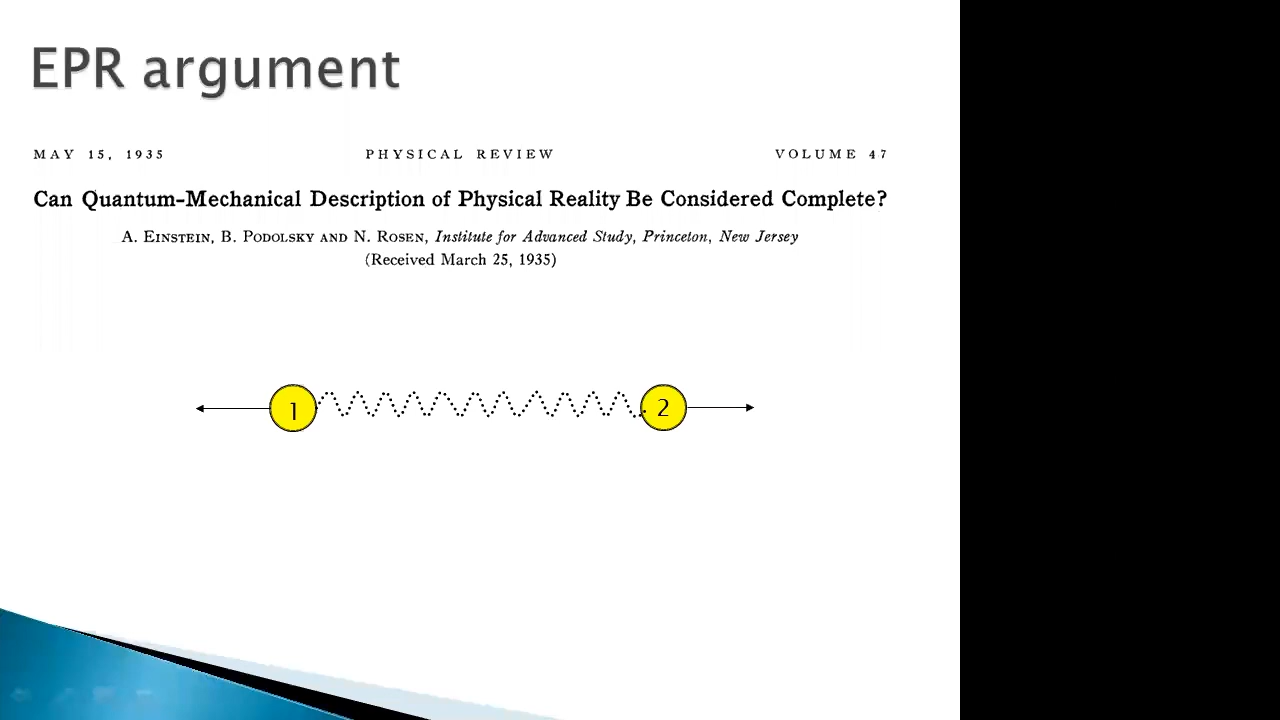 EPR argument
MAY 15, 1935 PHYSICAL REVIEW VOLUME 47
Can Quantum-Mechanical Description of Physical Reality Be Considered Complete?
A. EINSTEIN, B. PODOLSKY AND N. ROSEN, Institute for Advanced Study, Princeton, New Jersey
(Received March 25, 1935)
1 2